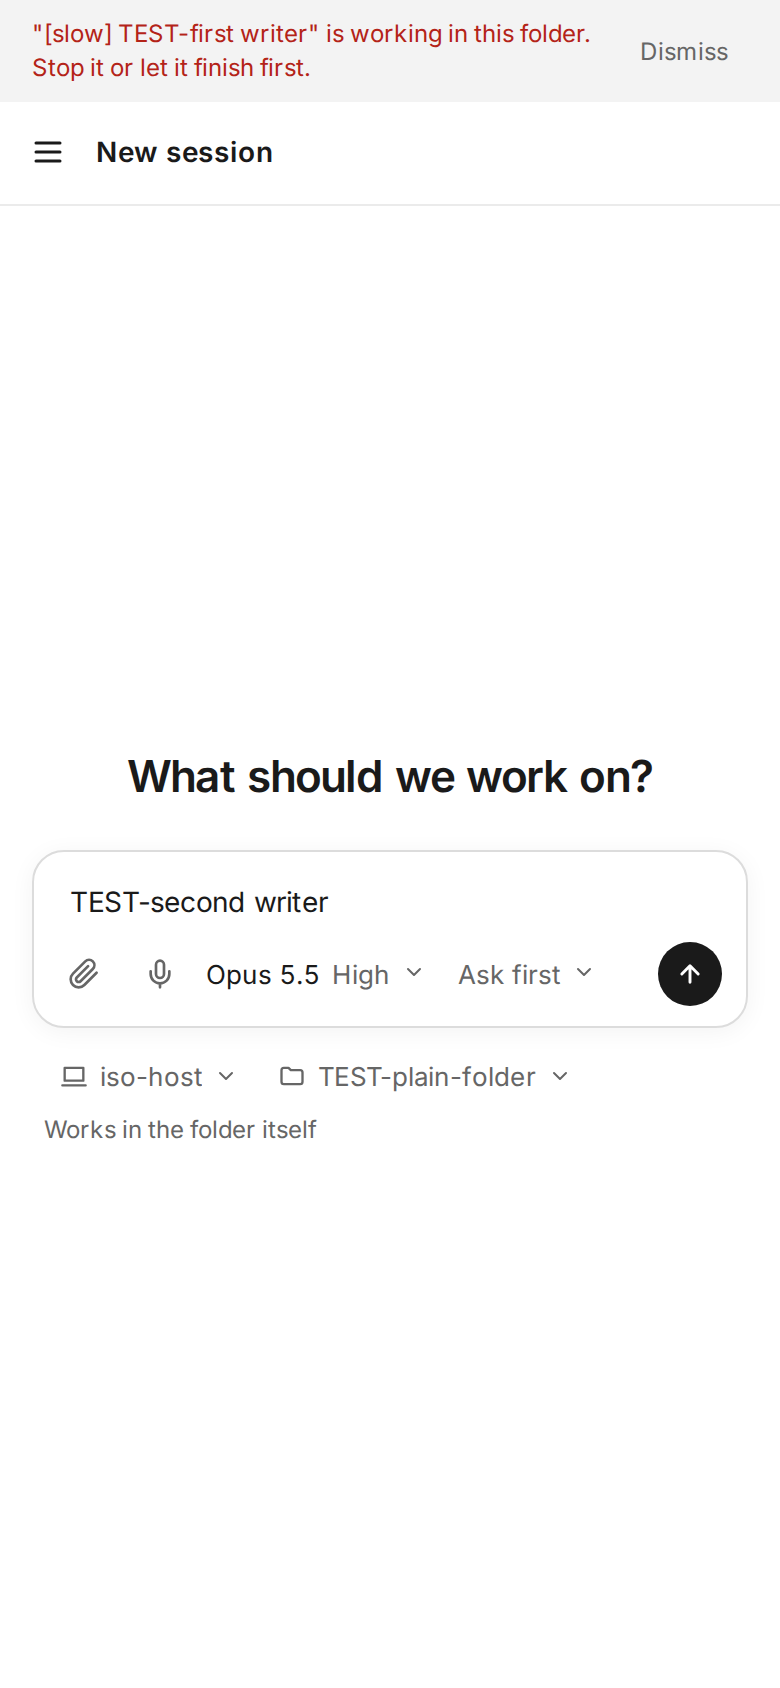 "[slow] TEST-first writer" is working in this folder.
Stop it or let it finish first.
Dismiss
New session
What should we work on?
TEST-second writer
Opus 5.5 High
Ask first
iso-host
TEST-plain-folder
Works in the folder itself